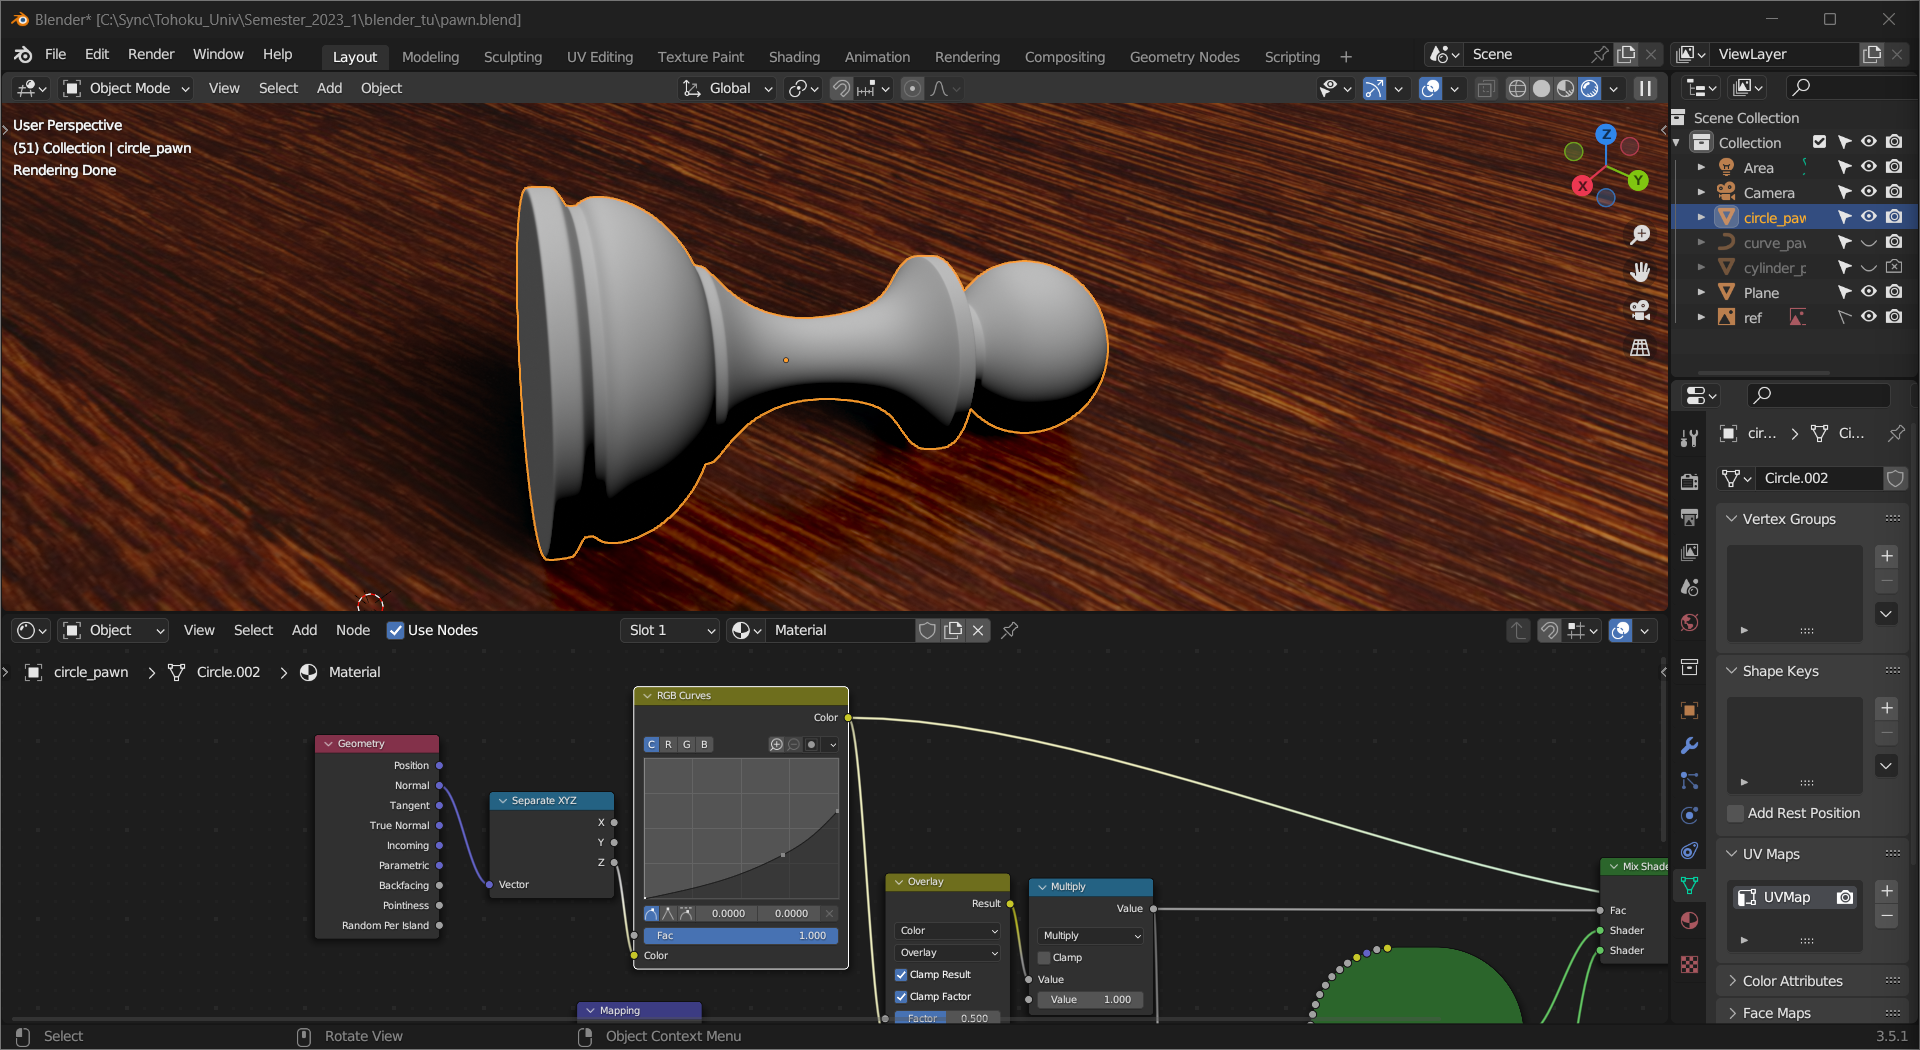 Blender* [C:\Sync\Tohoku_Univ\Semester_2023_1\blender_tu\pawn.blend]
File Edit Render Window Help Layout Modeling Sculpting UV Editing Texture Paint Shading Animation Rendering Compositing Geometry Nodes Scripting + Scene ViewLayer
Object Mode View Select Add Object Global
User Perspective
(51) Collection | circle_pawn
Rendering Done
Z
Y
X
Scene Collection
Collection
Area
Camera
circle_paw
curve_pa
cylinder_p
Plane
ref
cir... > Ci...
Circle.002
Vertex Groups
Shape Keys
Add Rest Position
UV Maps
UVMap
Color Attributes
Face Maps
Object View Select Add Node Use Nodes Slot 1 Material
circle_pawn > Circle.002 > Material
Geometry
Position
Normal
Tangent
True Normal
Incoming
Parametric
Backfacing
Pointiness
Random Per Island
Separate XYZ
X
Y
Z
Vector
RGB Curves
Color
C R G B
0.0000 0.0000
Fac 1.000
Color
Mapping
Overlay
Result
Color
Overlay
Clamp Result
Clamp Factor
Factor 0.500
Multiply
Value
Multiply
Clamp
Value
Value 1.000
Mix Shade
Fac
Shader
Shader
Select Rotate View Object Context Menu 3.5.1